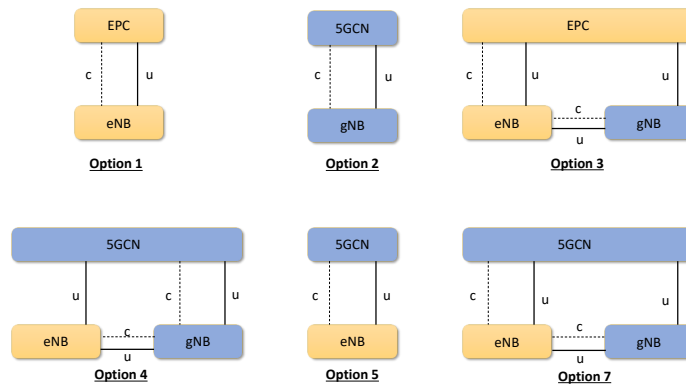 EPC
c
u
eNB
Option 1
5GCN
c
u
gNB
Option 2
EPC
c
u
u
eNB
c
u
gNB
Option 3
5GCN
u
c
u
eNB
c
u
gNB
Option 4
5GCN
c
u
eNB
Option 5
5GCN
c
u
u
eNB
c
u
gNB
Option 7